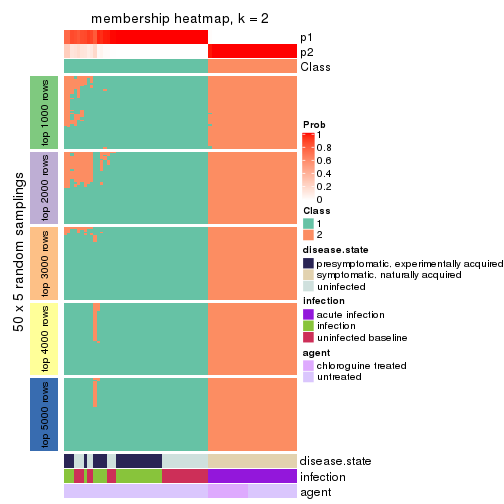 membership heatmap, k = 2
p1
p2
Class
50 x 5 random samplings
top 1000 rows
top 2000 rows
top 3000 rows
top 4000 rows
top 5000 rows
disease.state
infection
agent
Prob
1
0.8
0.6
0.4
0.2
0
Class
1
2
disease.state
presymptomatic. experimentally acquired
symptomatic. naturally acquired
uninfected
infection
acute infection
infection
uninfected baseline
agent
chloroguine treated
untreated